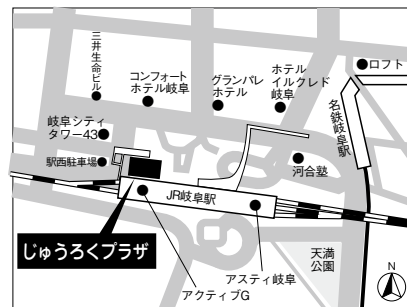 三井生命ビル
コンフォート
ホテル岐阜
グランパレ
ホテル
ホテル
イルクレド
岐阜
ロフト
名鉄岐阜駅
岐阜シティ
タワー43
駅西駐車場
河合塾
JR岐阜駅
じゅうろくプラザ
アクティブG
アスティ岐阜
天満
公園
N